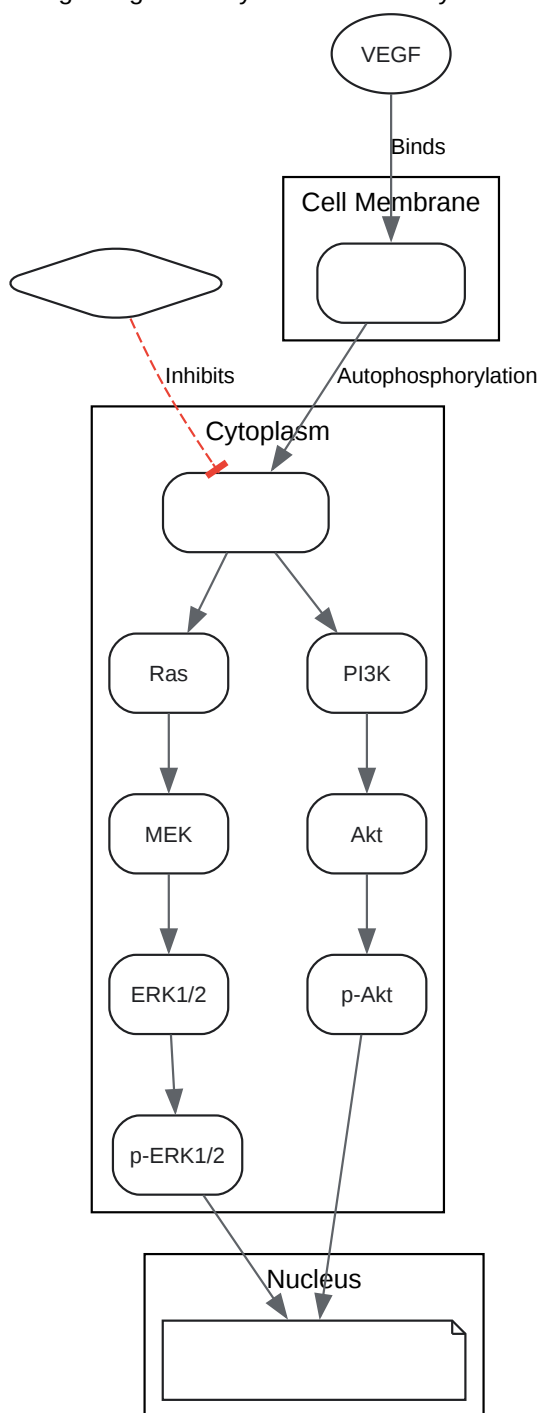 VEGF
Binds
Cell Membrane
Inhibits
Autophosphorylation
Cytoplasm
Ras
PI3K
MEK
Akt
ERK1/2
p-Akt
p-ERK1/2
Nucleus